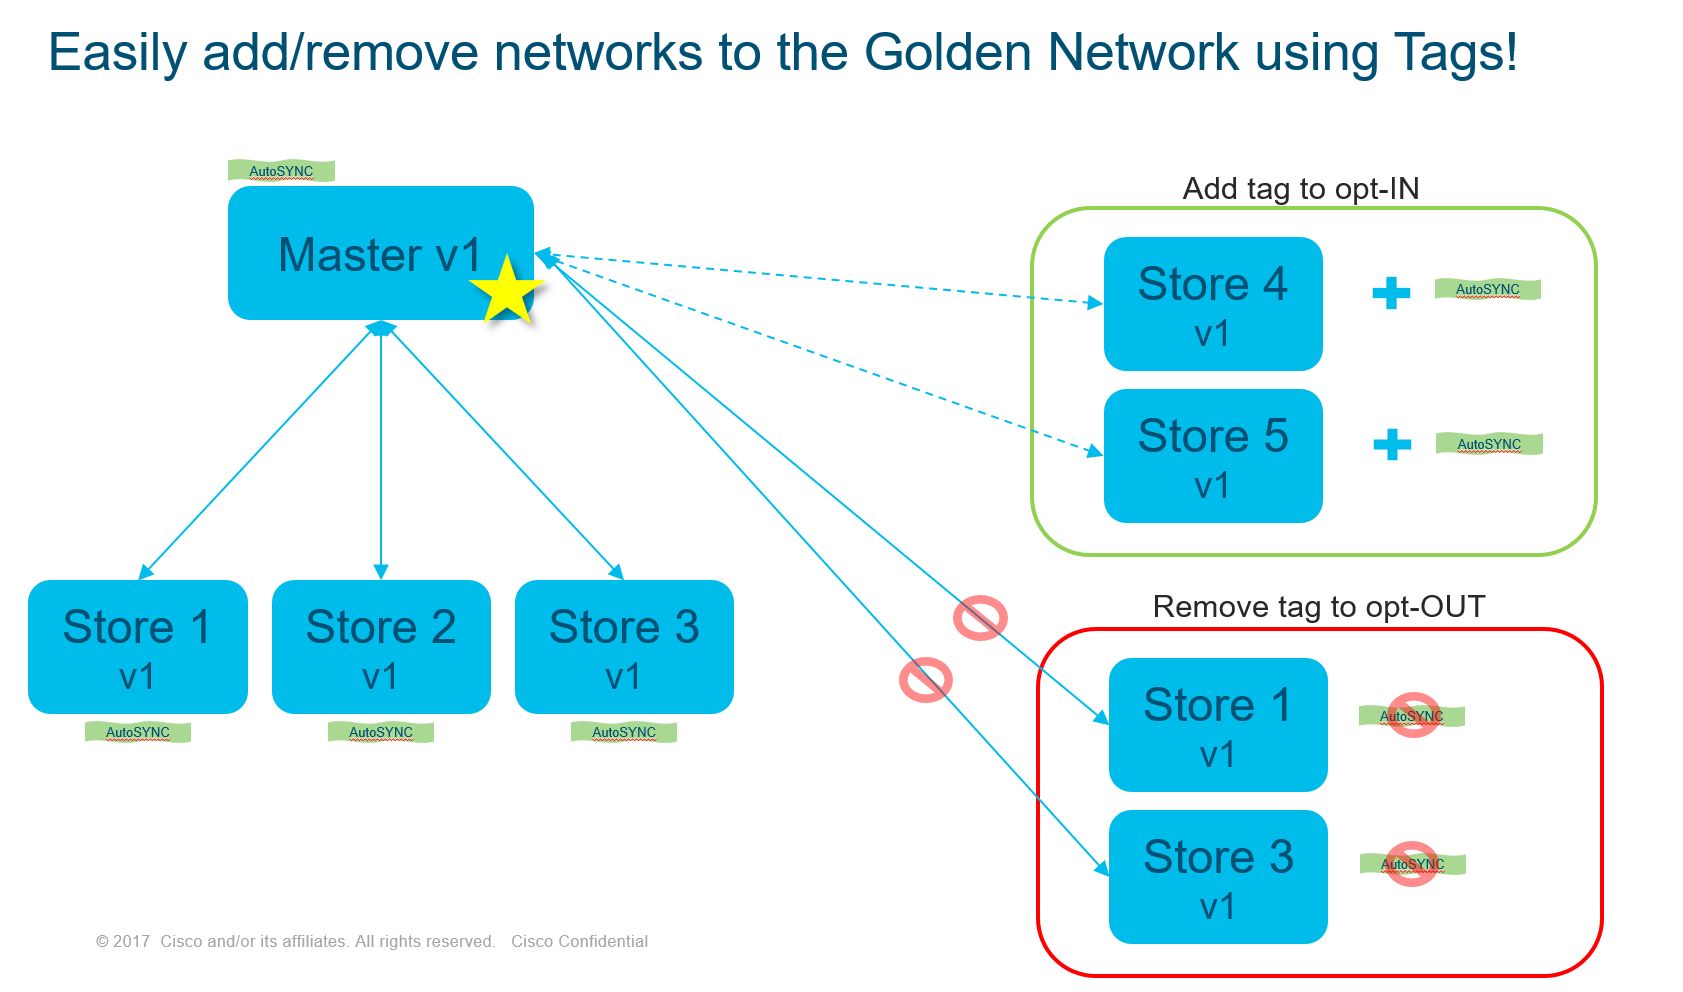 Easily add/remove networks to the Golden Network using Tags!
AutoSYNC
Master v1
Add tag to opt-IN
Store 4
v1
AutoSYNC
Store 5
v1
AutoSYNC
Store 1
v1
AutoSYNC
Store 2
v1
AutoSYNC
Store 3
v1
AutoSYNC
Remove tag to opt-OUT
Store 1
v1
AutoSYNC
Store 3
v1
AutoSYNC
© 2017 Cisco and/or its affiliates. All rights reserved. Cisco Confidential